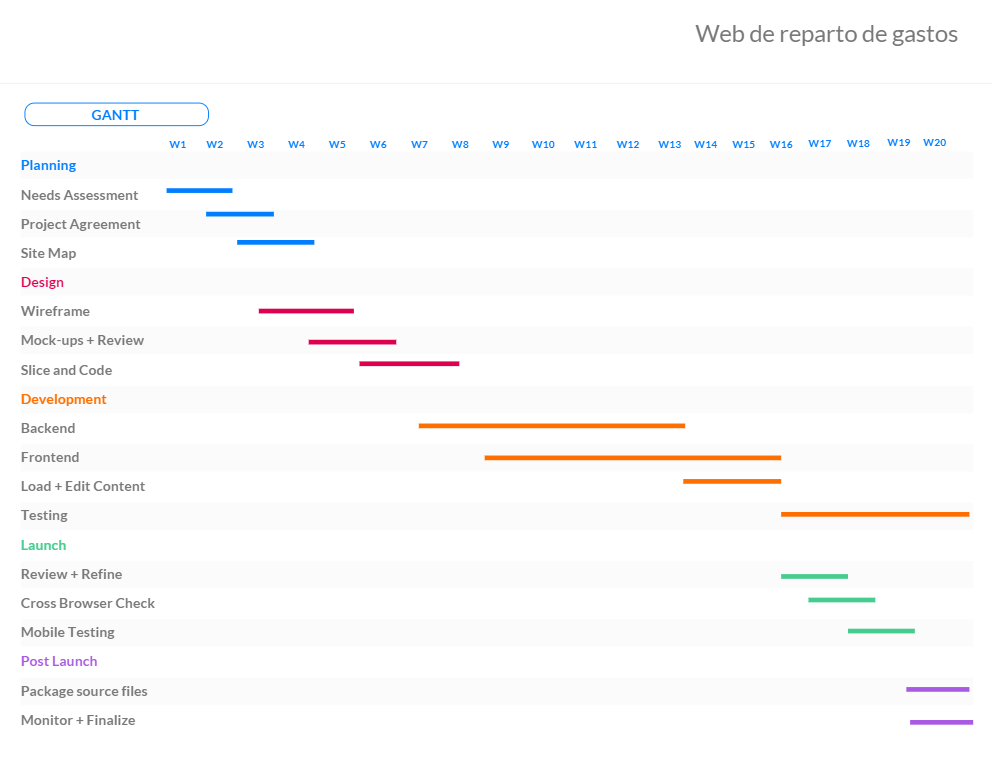 Web de reparto de gastos
GANTT
W1 W2 W3 W4 W5 W6 W7 W8 W9 W10 W11 W12 W13 W14 W15 W16 W17 W18 W19 W20
Planning
Needs Assessment
Project Agreement
Site Map
Design
Wireframe
Mock-ups + Review
Slice and Code
Development
Backend
Frontend
Load + Edit Content
Testing
Launch
Review + Refine
Cross Browser Check
Mobile Testing
Post Launch
Package source files
Monitor + Finalize